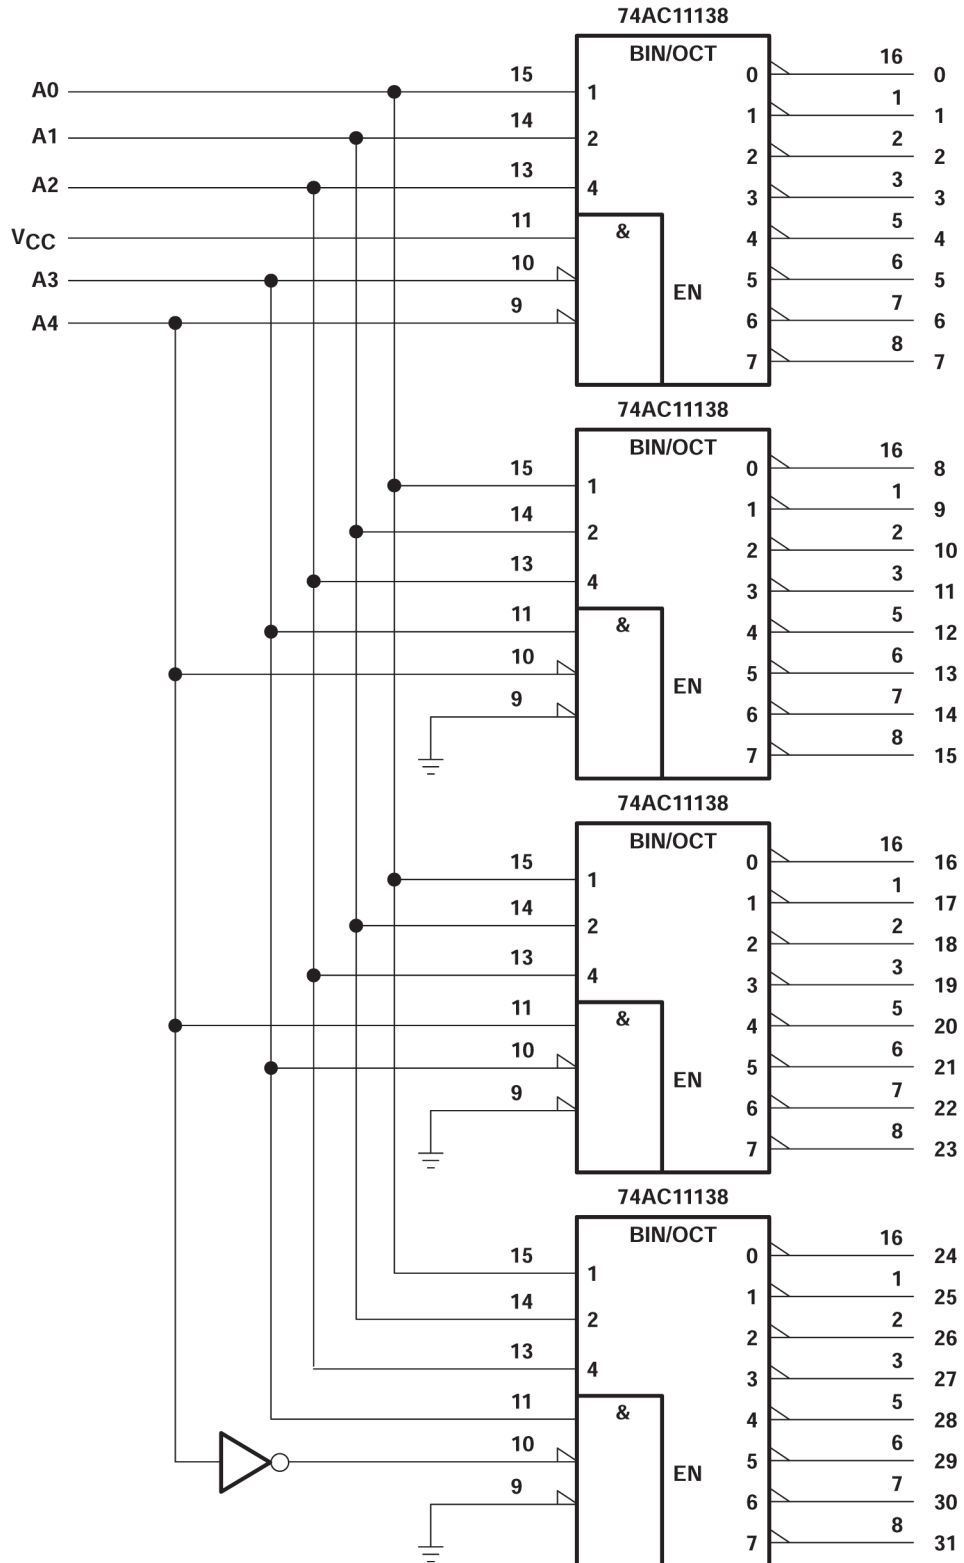 74AC11138
BIN/OCT
A0 15 1 0 16 0
A1 14 2 1 1 1
A2 13 4 2 2 2
3 3 3
VCC 11 & 4 5 4
A3 10 EN 5 6 5
A4 9 6 7 6
7 8 7
74AC11138
BIN/OCT
15 1 0 16 8
14 2 1 1 9
13 4 2 2 10
3 3 11
11 & 4 5 12
10 EN 5 6 13
9 6 7 14
7 8 15
74AC11138
BIN/OCT
15 1 0 16 16
14 2 1 1 17
13 4 2 2 18
3 3 19
11 & 4 5 20
10 EN 5 6 21
9 6 7 22
7 8 23
74AC11138
BIN/OCT
15 1 0 16 24
14 2 1 1 25
13 4 2 2 26
3 3 27
11 & 4 5 28
10 EN 5 6 29
9 6 7 30
7 8 31